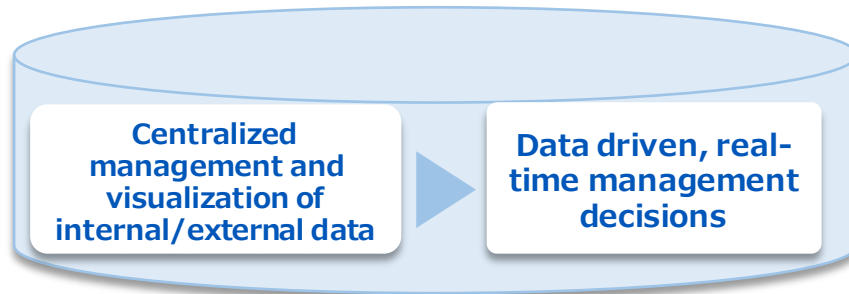 Centralized
management and
visualization of
internal/external data
Data driven, real-
time management
decisions